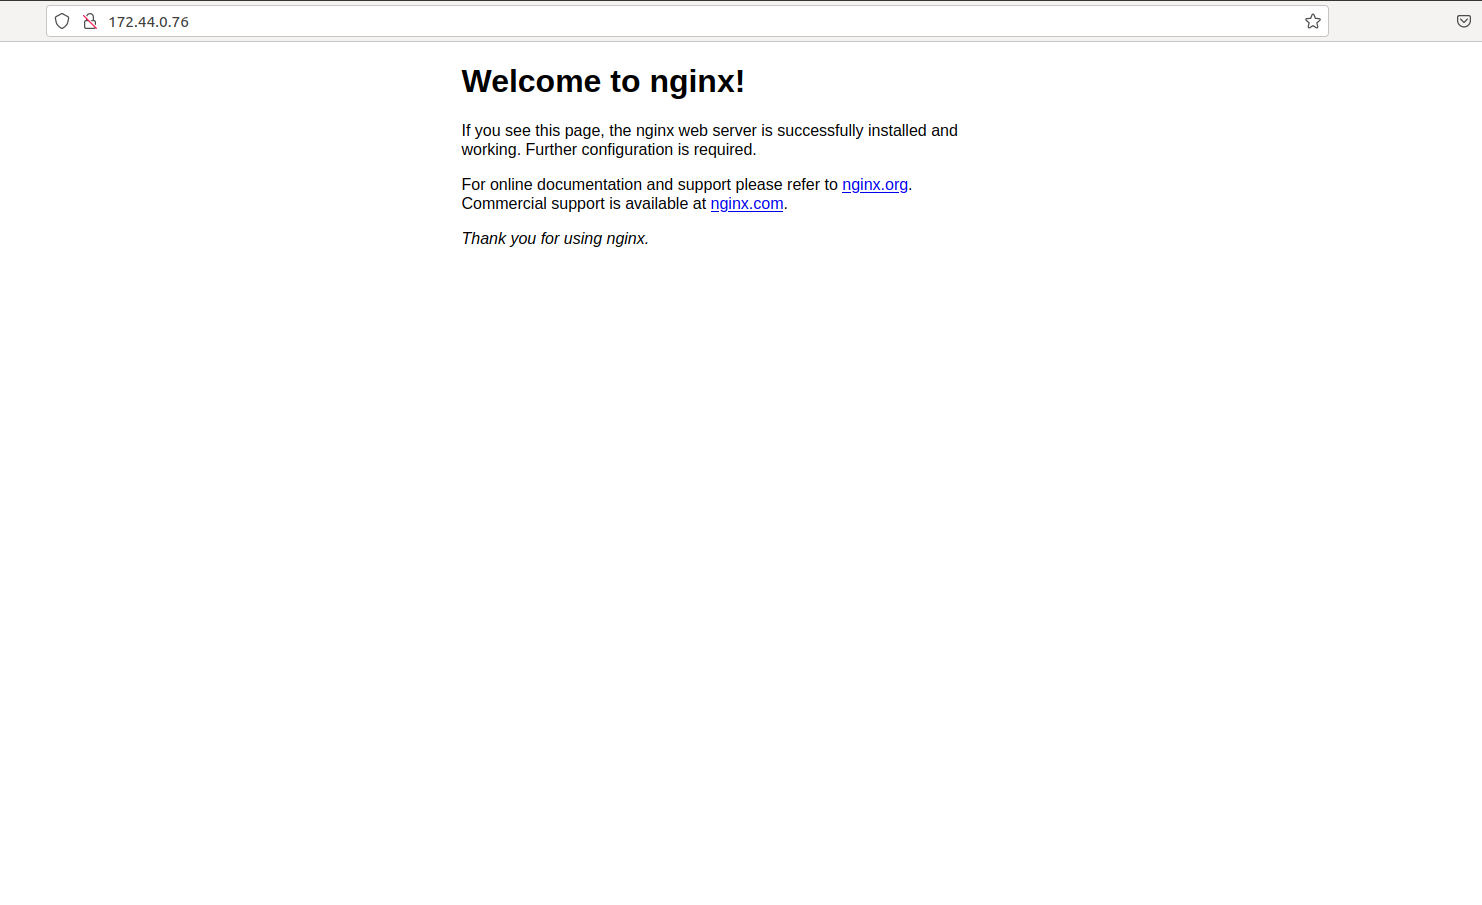 172.44.0.76
Welcome to nginx!
If you see this page, the nginx web server is successfully installed and
working. Further configuration is required.
For online documentation and support please refer to nginx.org.
Commercial support is available at nginx.com.
Thank you for using nginx.